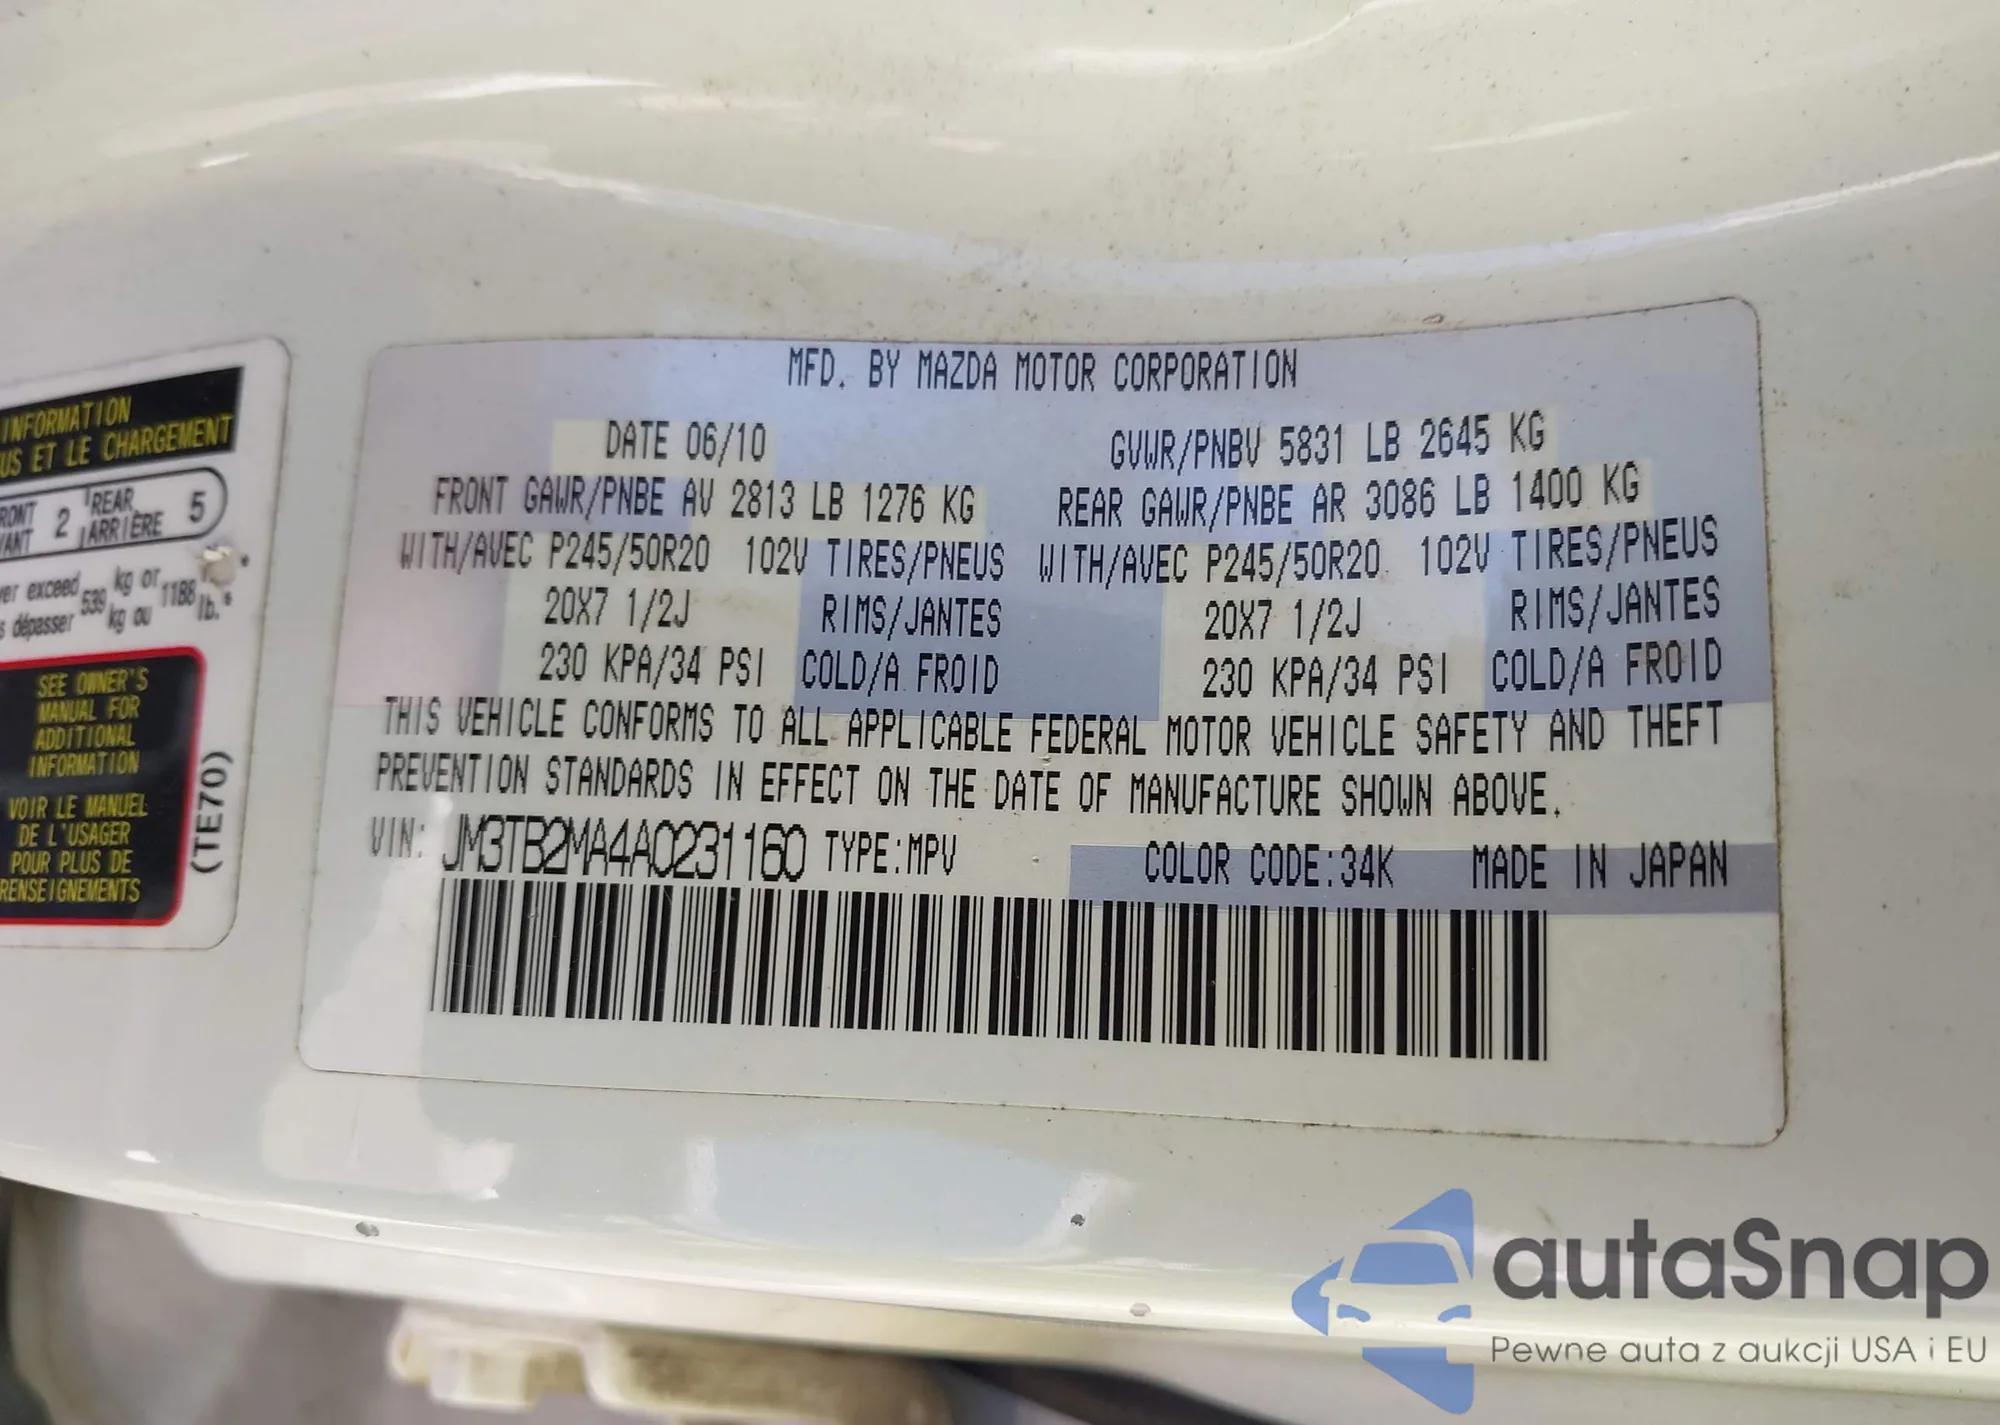 INFORMATION
US ET LE CHARGEMENT
FRONT 2 REAR 5
ARRIÈRE
exceed 539 kg or 1188 lb.
dépasser kg ou
SEE OWNER'S
MANUAL FOR
ADDITIONAL
INFORMATION
VOIR LE MANUEL
DE L'USAGER
POUR PLUS DE
RENSEIGNEMENTS
(TE70)
MFD. BY MAZDA MOTOR CORPORATION
DATE 06/10 GVWR/PNBV 5831 LB 2645 KG
FRONT GAWR/PNBE AV 2813 LB 1276 KG REAR GAWR/PNBE AR 3086 LB 1400 KG
WITH/AVEC P245/50R20 102V TIRES/PNEUS WITH/AVEC P245/50R20 102V TIRES/PNEUS
20X7 1/2J RIMS/JANTES 20X7 1/2J RIMS/JANTES
230 KPA/34 PSI COLD/A FROID 230 KPA/34 PSI COLD/A FROID
THIS VEHICLE CONFORMS TO ALL APPLICABLE FEDERAL MOTOR VEHICLE SAFETY AND THEFT
PREVENTION STANDARDS IN EFFECT ON THE DATE OF MANUFACTURE SHOWN ABOVE.
VIN: JM3TB2MA4A0231160 TYPE:MPV COLOR CODE:34K MADE IN JAPAN
autaSnap
Pewne auta z aukcji USA i EU